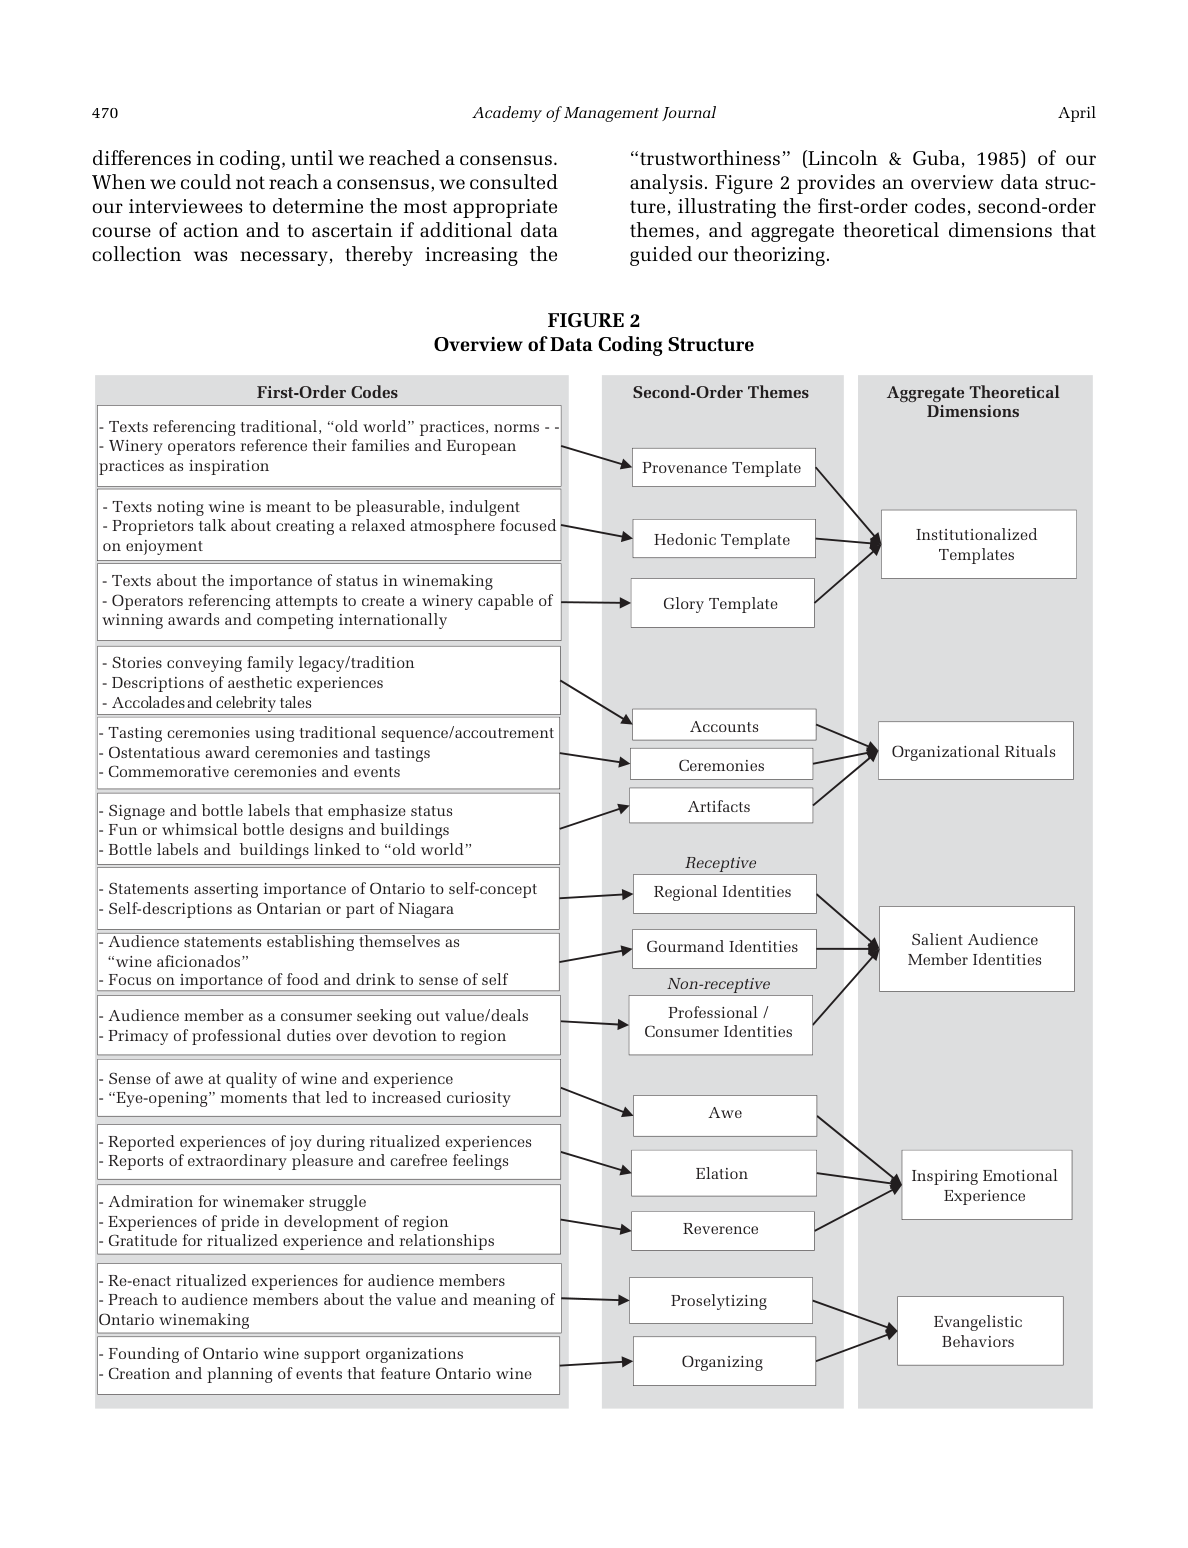 470
Academy of Management Journal
April
differences in coding, until we reached a consensus.
When we could not reach a consensus, we consulted
our interviewees to determine the most appropriate
course of action and to ascertain if additional data
collection was necessary, thereby increasing the
“trustworthiness” (Lincoln & Guba, 1985) of our
analysis. Figure 2 provides an overview data struc-
ture, illustrating the first-order codes, second-order
themes, and aggregate theoretical dimensions that
guided our theorizing.
FIGURE 2
Overview of Data Coding Structure
First-Order Codes
- Texts referencing traditional, “old world” practices, norms - -
- Winery operators reference their families and European
practices as inspiration
- Texts noting wine is meant to be pleasurable, indulgent
- Proprietors talk about creating a relaxed atmosphere focused
on enjoyment
- Texts about the importance of status in winemaking
- Operators referencing attempts to create a winery capable of
winning awards and competing internationally
- Stories conveying family legacy/tradition
- Descriptions of aesthetic experiences
- Accolades and celebrity tales
- Tasting ceremonies using traditional sequence/accoutrement
- Ostentatious award ceremonies and tastings
- Commemorative ceremonies and events
- Signage and bottle labels that emphasize status
- Fun or whimsical bottle designs and buildings
- Bottle labels and buildings linked to “old world”
- Statements asserting importance of Ontario to self-concept
- Self-descriptions as Ontarian or part of Niagara
- Audience statements establishing themselves as
“wine aficionados”
- Focus on importance of food and drink to sense of self
- Audience member as a consumer seeking out value/deals
- Primacy of professional duties over devotion to region
- Sense of awe at quality of wine and experience
- “Eye-opening” moments that led to increased curiosity
- Reported experiences of joy during ritualized experiences
- Reports of extraordinary pleasure and carefree feelings
- Admiration for winemaker struggle
- Experiences of pride in development of region
- Gratitude for ritualized experience and relationships
- Re-enact ritualized experiences for audience members
- Preach to audience members about the value and meaning of
Ontario winemaking
- Founding of Ontario wine support organizations
- Creation and planning of events that feature Ontario wine
Second-Order Themes
Provenance Template
Hedonic Template
Glory Template
Accounts
Ceremonies
Artifacts
Receptive
Regional Identities
Gourmand Identities
Non-receptive
Professional /
Consumer Identities
Awe
Elation
Reverence
Proselytizing
Organizing
Aggregate Theoretical
Dimensions
Institutionalized
Templates
Organizational Rituals
Salient Audience
Member Identities
Inspiring Emotional
Experience
Evangelistic
Behaviors